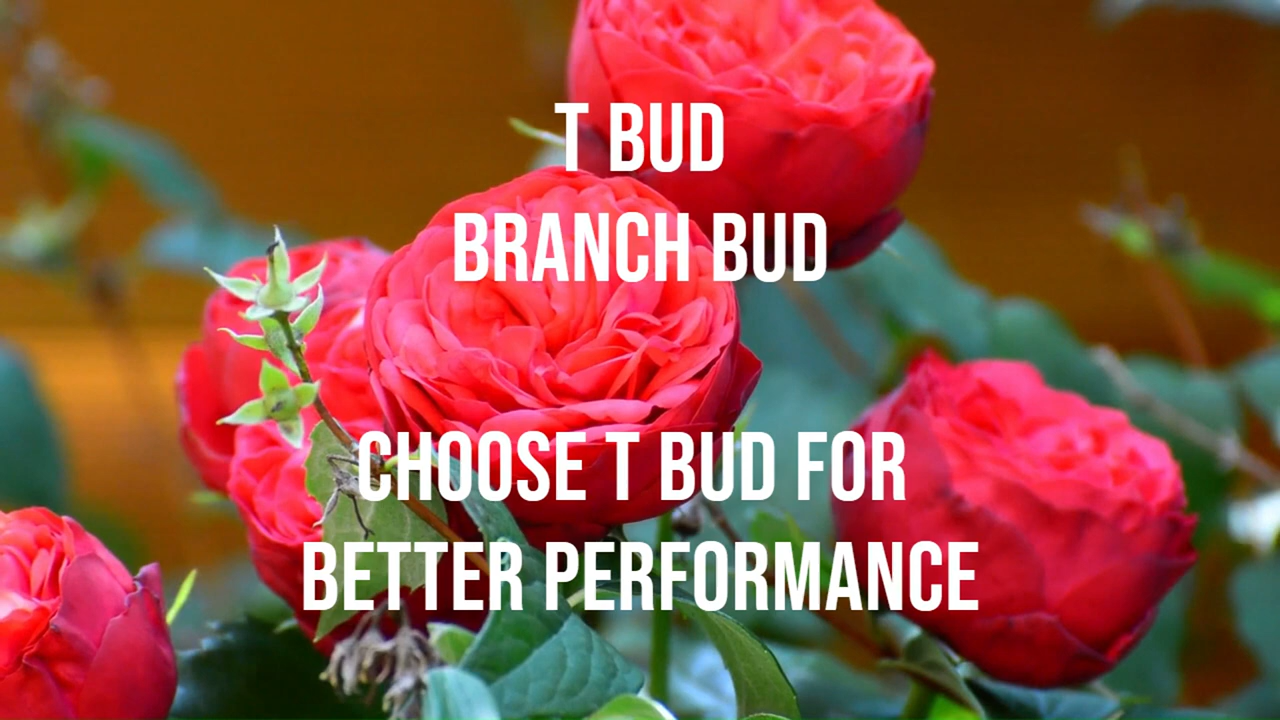 T BUD
BRANCH BUD
CHOOSE T BUD FOR
BETTER PERFORMANCE